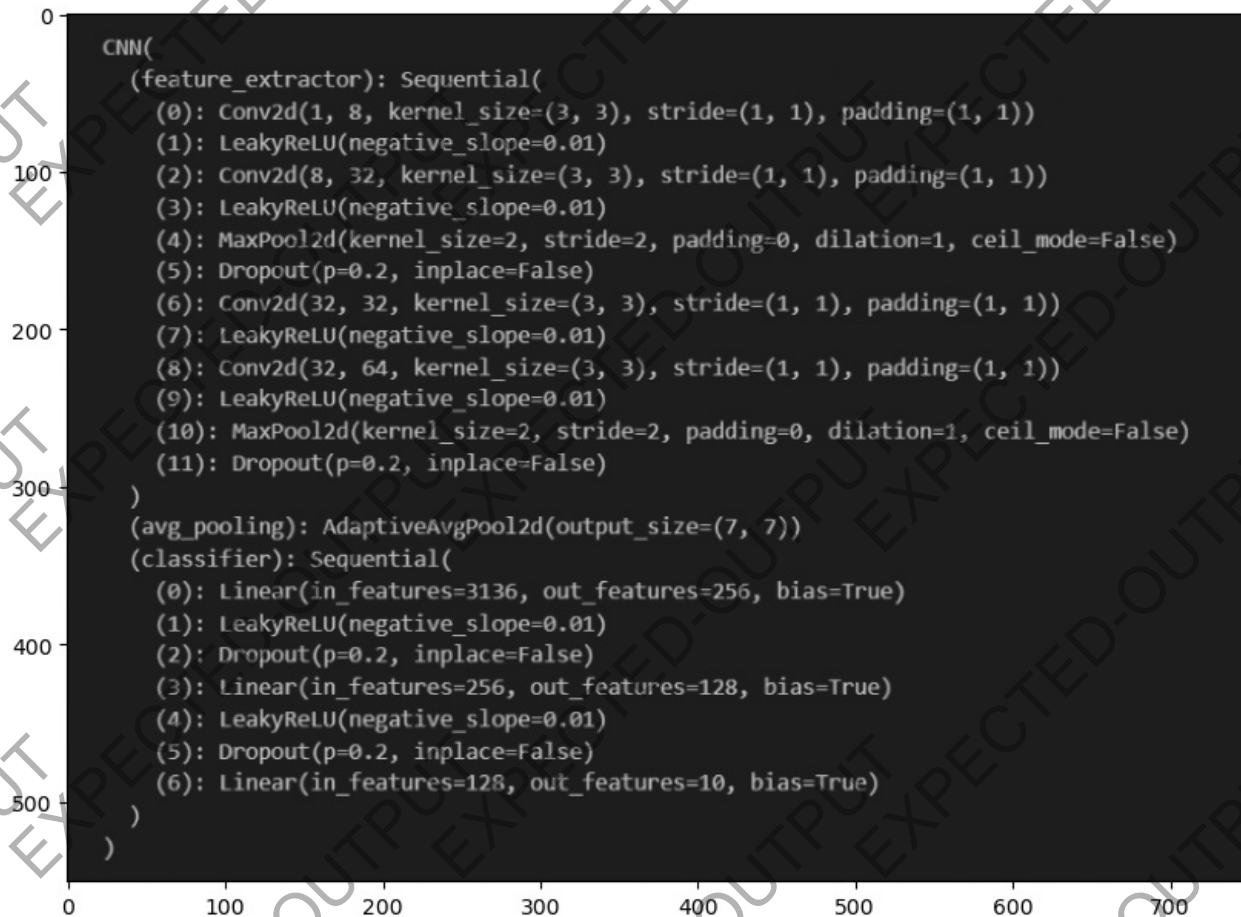 0
CNN(
(feature_extractor): Sequential(
(0): Conv2d(1, 8, kernel_size=(3, 3), stride=(1, 1), padding=(1, 1))
(1): LeakyReLU(negative_slope=0.01)
100
(2): Conv2d(8, 32, kernel_size=(3, 3), stride=(1, 1), padding=(1, 1))
(3): LeakyReLU(negative_slope=0.01)
(4): MaxPool2d(kernel_size=2, stride=2, padding=0, dilation=1, ceil_mode=False)
(5): Dropout(p=0.2, inplace=False)
(6): Conv2d(32, 32, kernel_size=(3, 3), stride=(1, 1), padding=(1, 1))
200
(7): LeakyReLU(negative_slope=0.01)
(8): Conv2d(32, 64, kernel_size=(3, 3), stride=(1, 1), padding=(1, 1))
(9): LeakyReLU(negative_slope=0.01)
(10): MaxPool2d(kernel_size=2, stride=2, padding=0, dilation=1, ceil_mode=False)
(11): Dropout(p=0.2, inplace=False)
300
)
(avg_pooling): AdaptiveAvgPool2d(output_size=(7, 7))
(classifier): Sequential(
(0): Linear(in_features=3136, out_features=256, bias=True)
(1): LeakyReLU(negative_slope=0.01)
400
(2): Dropout(p=0.2, inplace=False)
(3): Linear(in_features=256, out_features=128, bias=True)
(4): LeakyReLU(negative_slope=0.01)
(5): Dropout(p=0.2, inplace=False)
(6): Linear(in_features=128, out_features=10, bias=True)
500
)
)
0 100 200 300 400 500 600 700
EXPECTED-OUTPUT